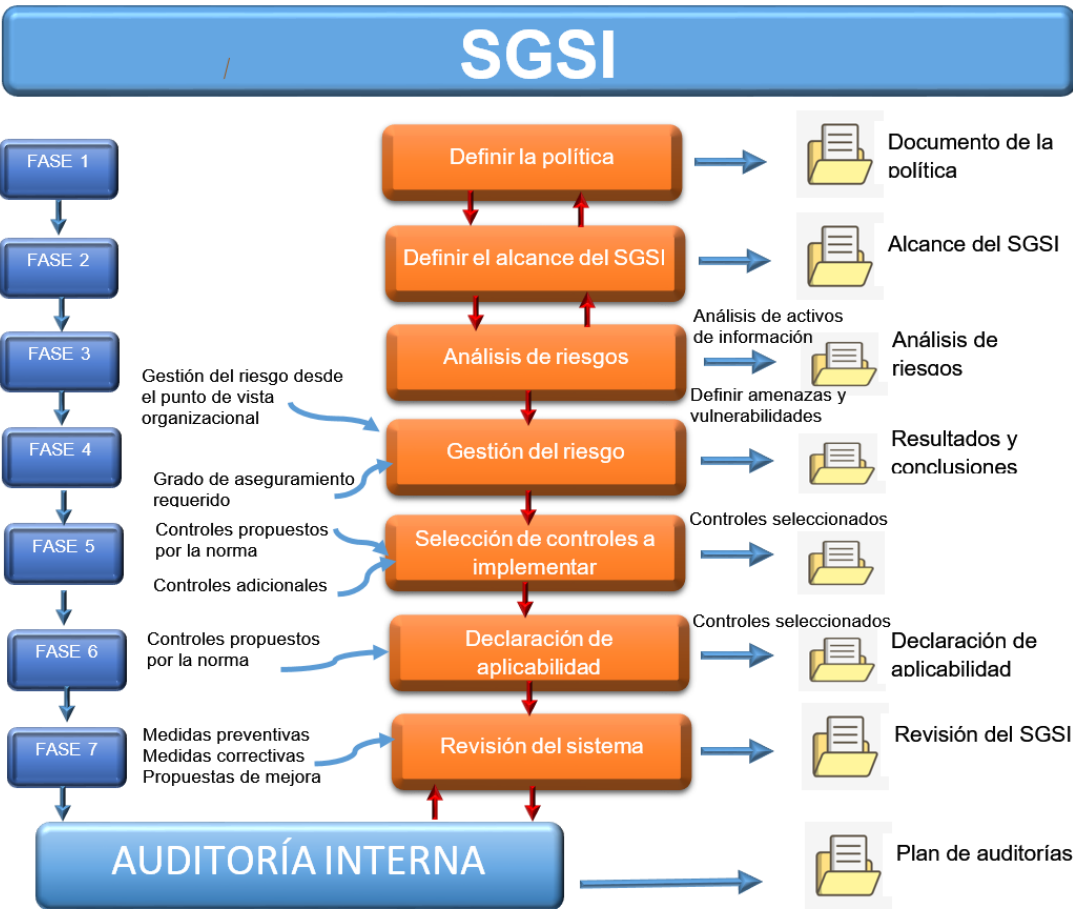 SGSI
FASE 1
Definir la política
Documento de la
política
FASE 2
Definir el alcance del SGSI
Alcance del SGSI
FASE 3
Análisis de riesgos
Análisis de activos
de información
Análisis de
riesgos
Gestión del riesgo desde
el punto de vista
organizacional
Definir amenazas y
vulnerabilidades
FASE 4
Gestión del riesgo
Resultados y
conclusiones
Grado de aseguramiento
requerido
FASE 5
Controles propuestos
por la norma
Controles adicionales
Selección de controles a
implementar
Controles seleccionados
FASE 6
Controles propuestos
por la norma
Declaración de
aplicabilidad
Controles seleccionados
Declaración de
aplicabilidad
FASE 7
Medidas preventivas
Medidas correctivas
Propuestas de mejora
Revisión del sistema
Revisión del SGSI
AUDITORÍA INTERNA
Plan de auditorías